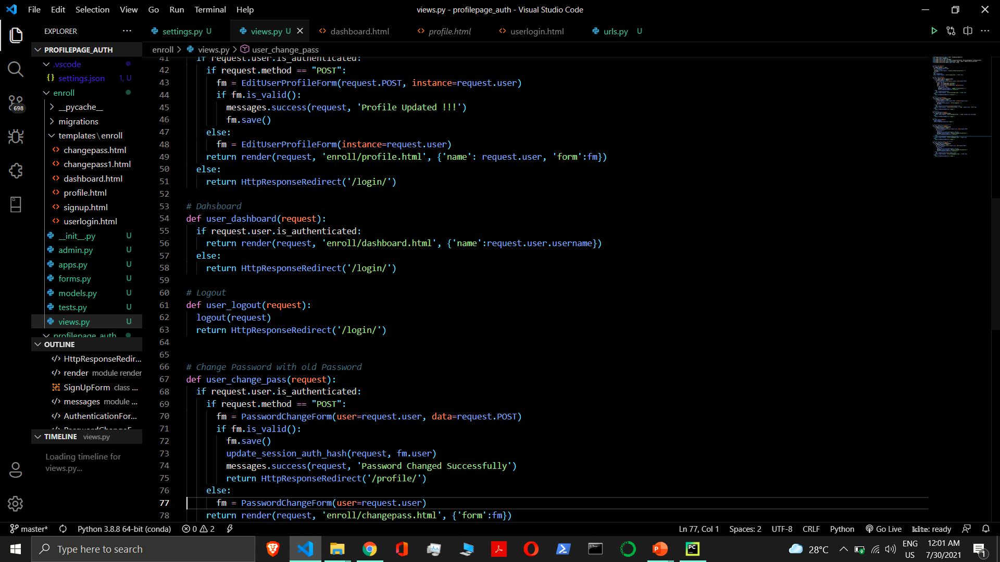 File Edit Selection View Go Run Terminal Help
views.py - profilepage_auth - Visual Studio Code
EXPLORER
settings.py U
views.py U
dashboard.html
profile.html
userlogin.html
urls.py U
PROFILEPAGE_AUTH
enroll > views.py > user_change_pass
.vscode
settings.json 1, U
enroll
__pycache__
migrations
templates\enroll
changepass.html
changepass1.html
dashboard.html
profile.html
signup.html
userlogin.html
__init__.py U
admin.py U
apps.py U
forms.py U
models.py U
tests.py U
views.py U
profilepage_auth
698
OUTLINE
HttpResponseRedir...
render module render
SignUpForm class ...
messages module ...
AuthenticationFor...
TIMELINE views.py
Loading timeline for
views.py...
41 if request.user.is_authenticated:
42 if request.method == "POST":
43 fm = EditUserProfileForm(request.POST, instance=request.user)
44 if fm.is_valid():
45 messages.success(request, 'Profile Updated !!!')
46 fm.save()
47 else:
48 fm = EditUserProfileForm(instance=request.user)
49 return render(request, 'enroll/profile.html', {'name': request.user, 'form':fm})
50 else:
51 return HttpResponseRedirect('/login/')
52
53 # Dahsboard
54 def user_dashboard(request):
55 if request.user.is_authenticated:
56 return render(request, 'enroll/dashboard.html', {'name':request.user.username})
57 else:
58 return HttpResponseRedirect('/login/')
59
60 # Logout
61 def user_logout(request):
62 logout(request)
63 return HttpResponseRedirect('/login/')
64
65
66 # Change Password with old Password
67 def user_change_pass(request):
68 if request.user.is_authenticated:
69 if request.method == "POST":
70 fm = PasswordChangeForm(user=request.user, data=request.POST)
71 if fm.is_valid():
72 fm.save()
73 update_session_auth_hash(request, fm.user)
74 messages.success(request, 'Password Changed Successfully')
75 return HttpResponseRedirect('/profile/')
76 else:
77 fm = PasswordChangeForm(user=request.user)
78 return render(request, 'enroll/changepass.html', {'form':fm})
master* Python 3.8.8 64-bit (conda) 0 2
Ln 77, Col 1 Spaces: 2 UTF-8 CRLF Python Go Live kite: ready
Type here to search
28°C
ENG
US
12:01 AM
7/30/2021
1